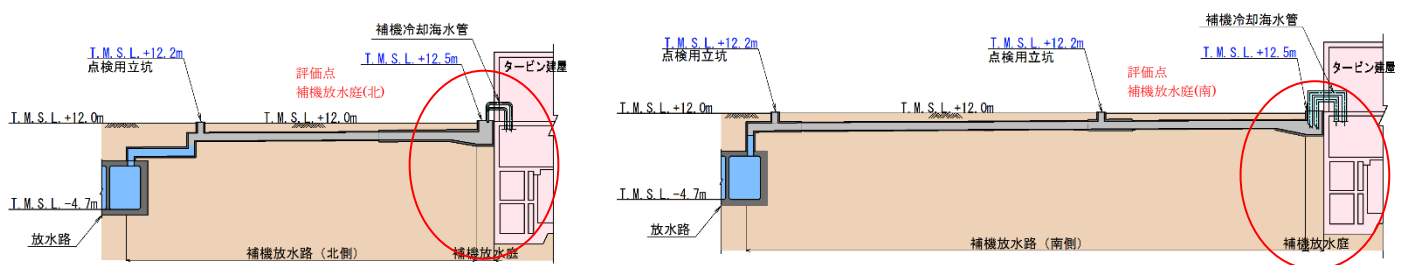 補機冷却海水管
T.M.S.L.+12.2m
点検用立坑
T.M.S.L.+12.5m
タービン建屋
評価点
補機放水庭(北)
T.M.S.L.+12.0m
T.M.S.L.+12.0m
T.M.S.L.-4.7m
放水路
補機放水路(北側)
補機放水庭
補機冷却海水管
T.M.S.L.+12.2m
点検用立坑
T.M.S.L.+12.2m
点検用立坑
T.M.S.L.+12.5m
タービン建屋
評価点
補機放水庭(南)
T.M.S.L.+12.0m
T.M.S.L.+12.0m
T.M.S.L.-4.7m
放水路
補機放水路(南側)
補機放水庭